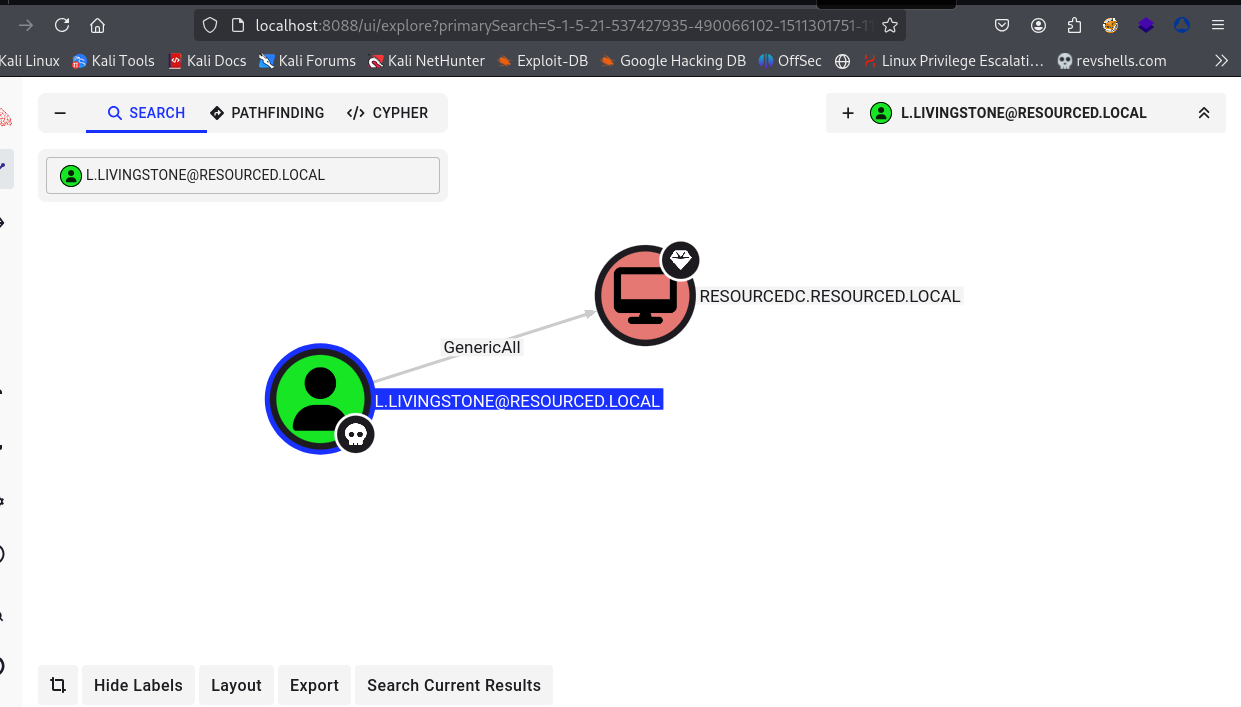 localhost:8088/ui/explore?primarySearch=S-1-5-21-537427935-490066102-1511301751-11
Kali Linux Kali Tools Kali Docs Kali Forums Kali NetHunter Exploit-DB Google Hacking DB OffSec Linux Privilege Escalati… revshells.com
SEARCH PATHFINDING CYPHER
L.LIVINGSTONE@RESOURCED.LOCAL
L.LIVINGSTONE@RESOURCED.LOCAL
RESOURCEDC.RESOURCED.LOCAL
GenericAll
L.LIVINGSTONE@RESOURCED.LOCAL
Hide Labels Layout Export Search Current Results